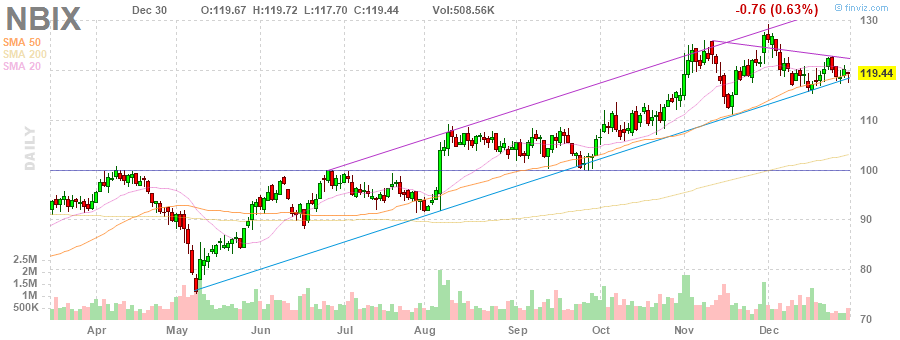 NBIX
Dec 30 O:119.67 H:119.72 L:117.70 C:119.44 Vol:508.56K -0.76 (0.63%) finviz.com
SMA 50
SMA 200
SMA 20
DAILY
130
119.44
110
100
90
80
70
2.5M
2M
1.5M
1M
500K
Apr May Jun Jul Aug Sep Oct Nov Dec